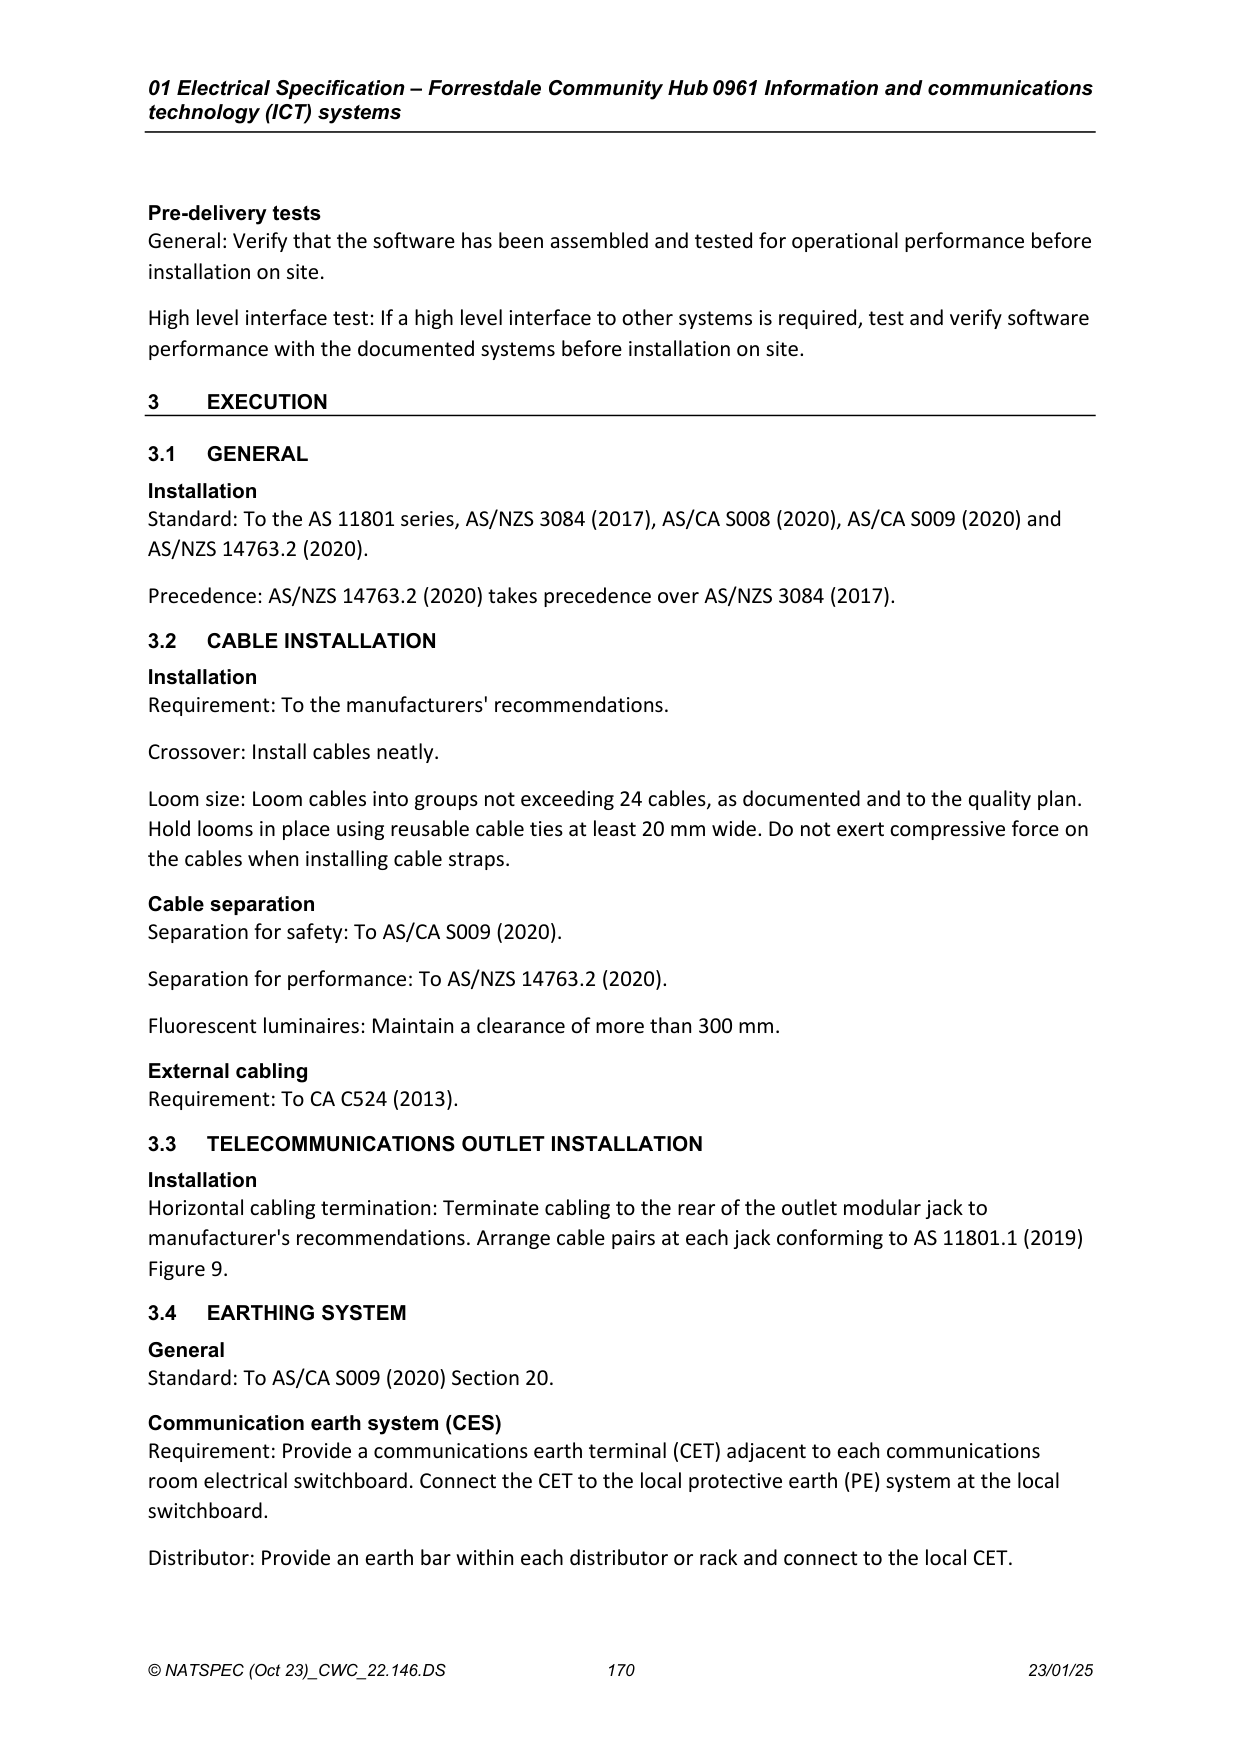 01 Electrical Specification – Forrestdale Community Hub 0961 Information and communications
technology (ICT) systems
Pre-delivery tests
General: Verify that the software has been assembled and tested for operational performance before
installation on site.
High level interface test: If a high level interface to other systems is required, test and verify software
performance with the documented systems before installation on site.
3 EXECUTION
3.1 GENERAL
Installation
Standard: To the AS 11801 series, AS/NZS 3084 (2017), AS/CA S008 (2020), AS/CA S009 (2020) and
AS/NZS 14763.2 (2020).
Precedence: AS/NZS 14763.2 (2020) takes precedence over AS/NZS 3084 (2017).
3.2 CABLE INSTALLATION
Installation
Requirement: To the manufacturers' recommendations.
Crossover: Install cables neatly.
Loom size: Loom cables into groups not exceeding 24 cables, as documented and to the quality plan.
Hold looms in place using reusable cable ties at least 20 mm wide. Do not exert compressive force on
the cables when installing cable straps.
Cable separation
Separation for safety: To AS/CA S009 (2020).
Separation for performance: To AS/NZS 14763.2 (2020).
Fluorescent luminaires: Maintain a clearance of more than 300 mm.
External cabling
Requirement: To CA C524 (2013).
3.3 TELECOMMUNICATIONS OUTLET INSTALLATION
Installation
Horizontal cabling termination: Terminate cabling to the rear of the outlet modular jack to
manufacturer's recommendations. Arrange cable pairs at each jack conforming to AS 11801.1 (2019)
Figure 9.
3.4 EARTHING SYSTEM
General
Standard: To AS/CA S009 (2020) Section 20.
Communication earth system (CES)
Requirement: Provide a communications earth terminal (CET) adjacent to each communications
room electrical switchboard. Connect the CET to the local protective earth (PE) system at the local
switchboard.
Distributor: Provide an earth bar within each distributor or rack and connect to the local CET.
© NATSPEC (Oct 23)_CWC_22.146.DS 170 23/01/25